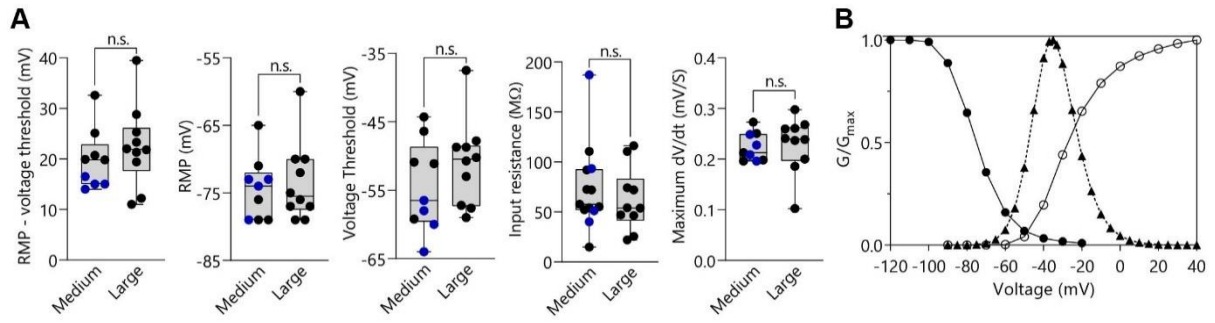 A
RMP - voltage threshold (mV)
40
30
20
10
0
n.s.
Medium
Large
RMP (mV)
-55
-65
-75
-85
n.s.
Medium
Large
Voltage Threshold (mV)
-35
-45
-55
-65
n.s.
Medium
Large
Input resistance (MΩ)
200
150
100
50
0
n.s.
Medium
Large
Maximum dV/dt (mV/S)
0.4
0.3
0.2
0.1
0.0
n.s.
Medium
Large
B
G/Gmax
1.0
0.5
0.0
-120 -100 -80 -60 -40 -20 0 20 40
Voltage (mV)